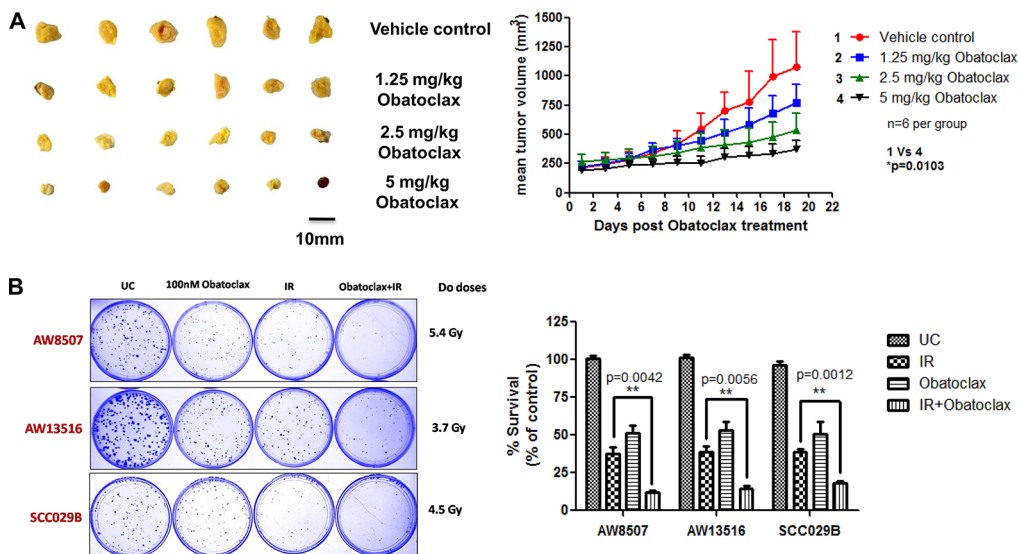 A
Vehicle control
1.25 mg/kg
Obatoclax
2.5 mg/kg
Obatoclax
5 mg/kg
Obatoclax
10mm
mean tumor volume (mm3)
1500
1250
1000
750
500
250
0
0 2 4 6 8 10 12 14 16 18 20 22
Days post Obatoclax treatment
1 Vehicle control
2 1.25 mg/kg Obatoclax
3 2.5 mg/kg Obatoclax
4 5 mg/kg Obatoclax
n=6 per group
1 Vs 4
*p=0.0103
B
UC 100nM Obatoclax IR Obatoclax+IR Do doses
AW8507 5.4 Gy
AW13516 3.7 Gy
SCC029B 4.5 Gy
% Survival
(% of control)
125
100
75
50
25
0
p=0.0042
**
p=0.0056
**
p=0.0012
**
AW8507 AW13516 SCC029B
UC
IR
Obatoclax
IR+Obatoclax